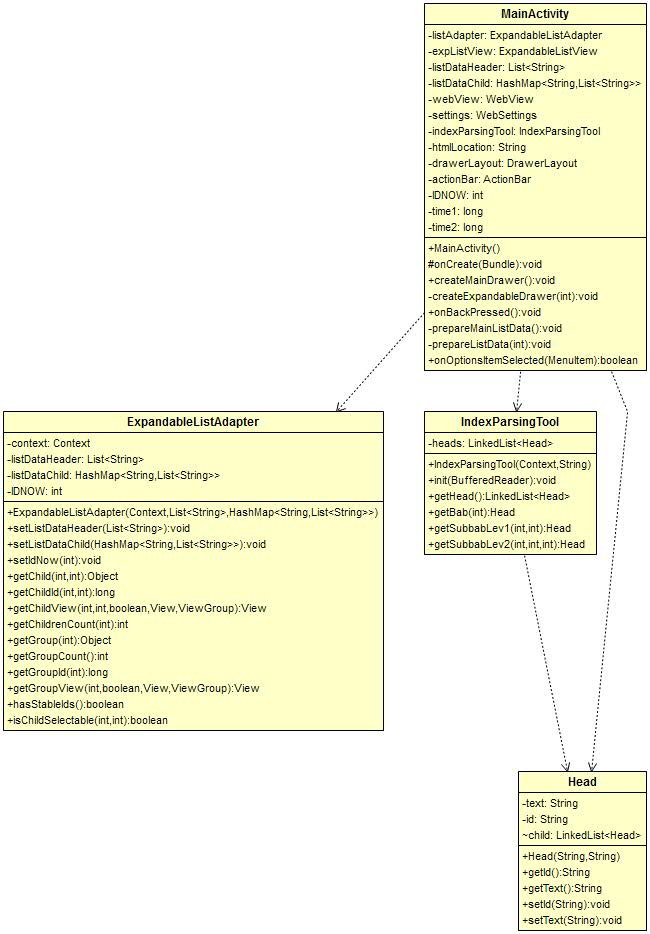 MainActivity
-listAdapter: ExpandableListAdapter
-expListView: ExpandableListView
-listDataHeader: List<String>
-listDataChild: HashMap<String,List<String>>
-webView: WebView
-settings: WebSettings
-indexParsingTool: IndexParsingTool
-htmlLocation: String
-drawerLayout: DrawerLayout
-actionBar: ActionBar
-IDNOW: int
-time1: long
-time2: long
+MainActivity()
#onCreate(Bundle):void
+createMainDrawer():void
-createExpandableDrawer(int):void
+onBackPressed():void
-prepareMainListData():void
-prepareListData(int):void
+onOptionsItemSelected(MenuItem):boolean
ExpandableListAdapter
-context: Context
-listDataHeader: List<String>
-listDataChild: HashMap<String,List<String>>
-IDNOW: int
+ExpandableListAdapter(Context,List<String>,HashMap<String,List<String>>)
+setListDataHeader(List<String>):void
+setListDataChild(HashMap<String,List<String>>):void
+setIdNow(int):void
+getChild(int,int):Object
+getChildId(int,int):long
+getChildView(int,int,boolean,View,ViewGroup):View
+getChildrenCount(int):int
+getGroup(int):Object
+getGroupCount():int
+getGroupId(int):long
+getGroupView(int,boolean,View,ViewGroup):View
+hasStableIds():boolean
+isChildSelectable(int,int):boolean
IndexParsingTool
-heads: LinkedList<Head>
+IndexParsingTool(Context,String)
+init(BufferedReader):void
+getHead():LinkedList<Head>
+getBab(int):Head
+getSubbabLev1(int,int):Head
+getSubbabLev2(int,int,int):Head
Head
-text: String
-id: String
~child: LinkedList<Head>
+Head(String,String)
+getId():String
+getText():String
+setId(String):void
+setText(String):void